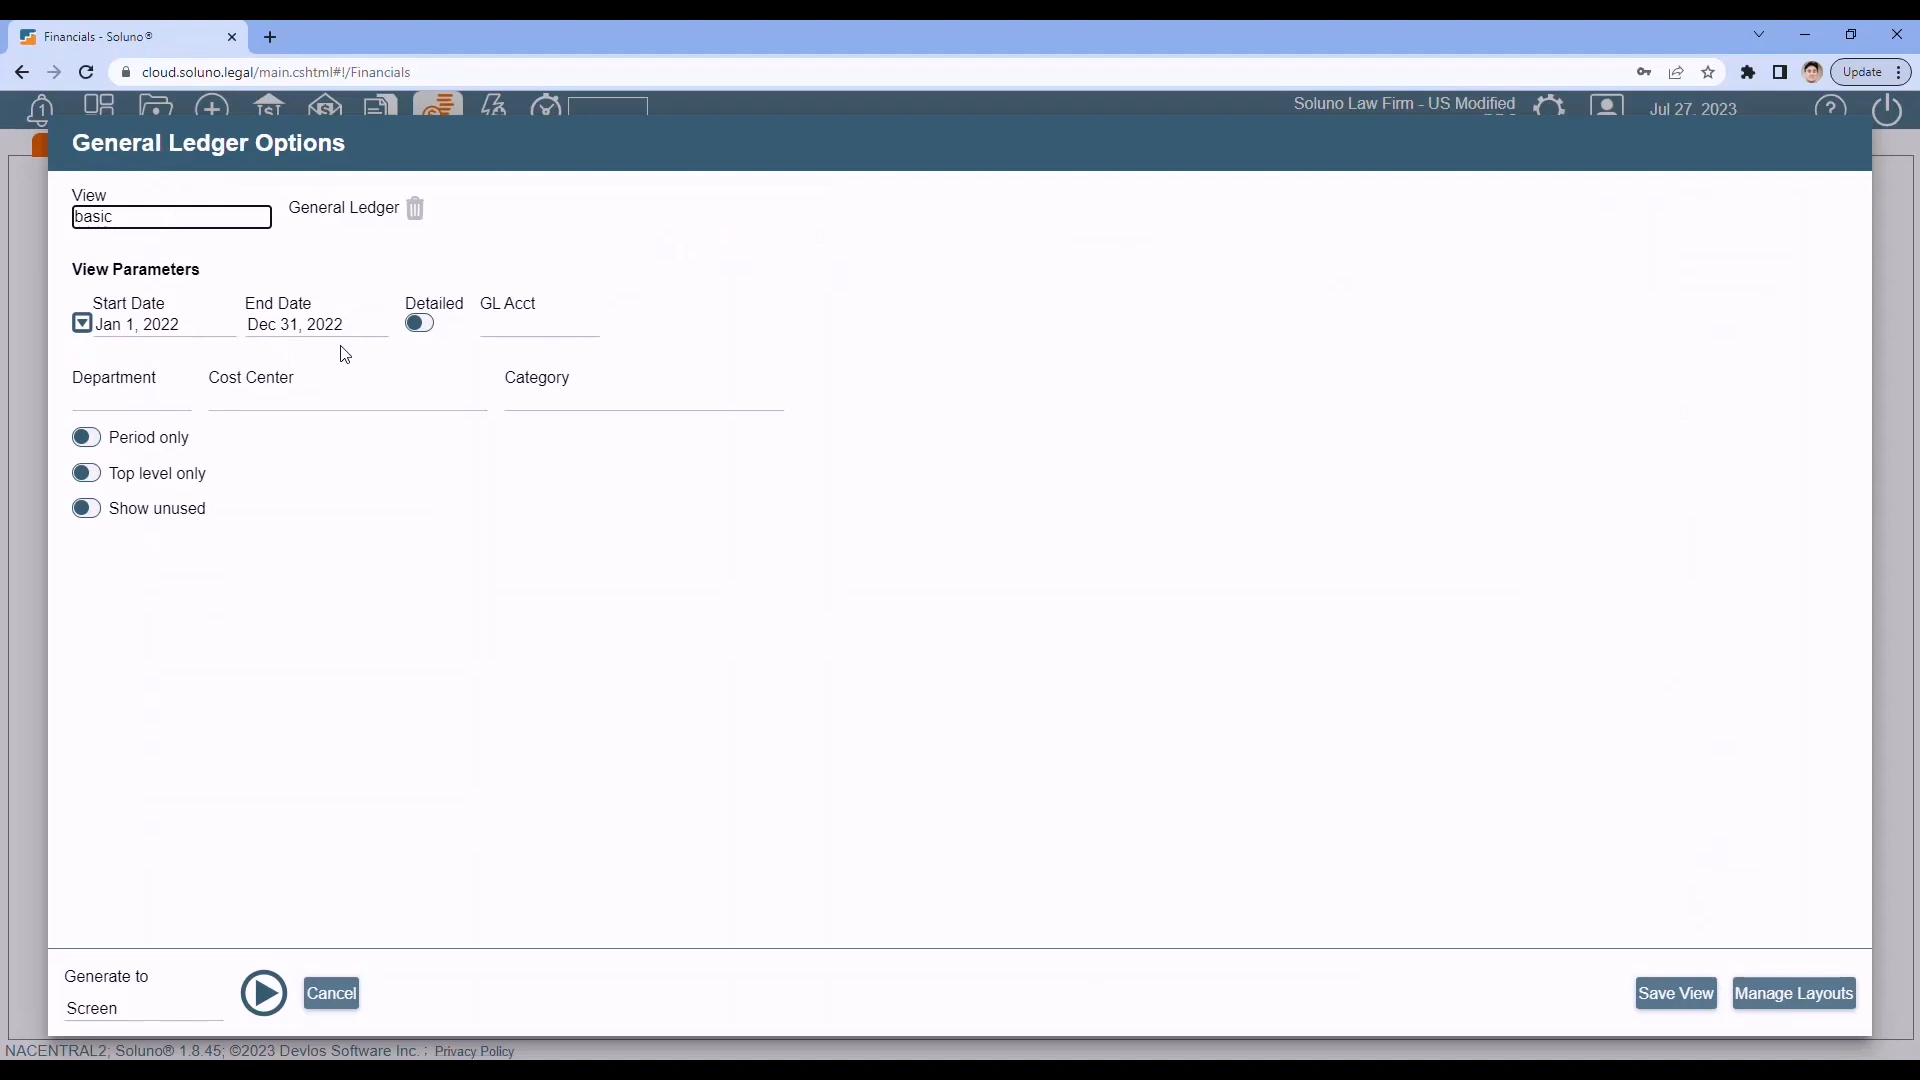 Financials - Soluno®
cloud.soluno.legal/main.cshtml#!/Financials
Update
1
T$T
Soluno Law Firm - US Modified
Jul 27, 2023
?
General Ledger Options
View
basic
General Ledger
View Parameters
Start Date
End Date
Detailed
GL Acct
Jan 1, 2022
Dec 31, 2022
Department
Cost Center
Category
Period only
Top level only
Show unused
Generate to
Screen
Cancel
Save View
Manage Layouts
NACENTRAL2; Soluno® 1.8.45; ©2023 Devlos Software Inc. ; Privacy Policy